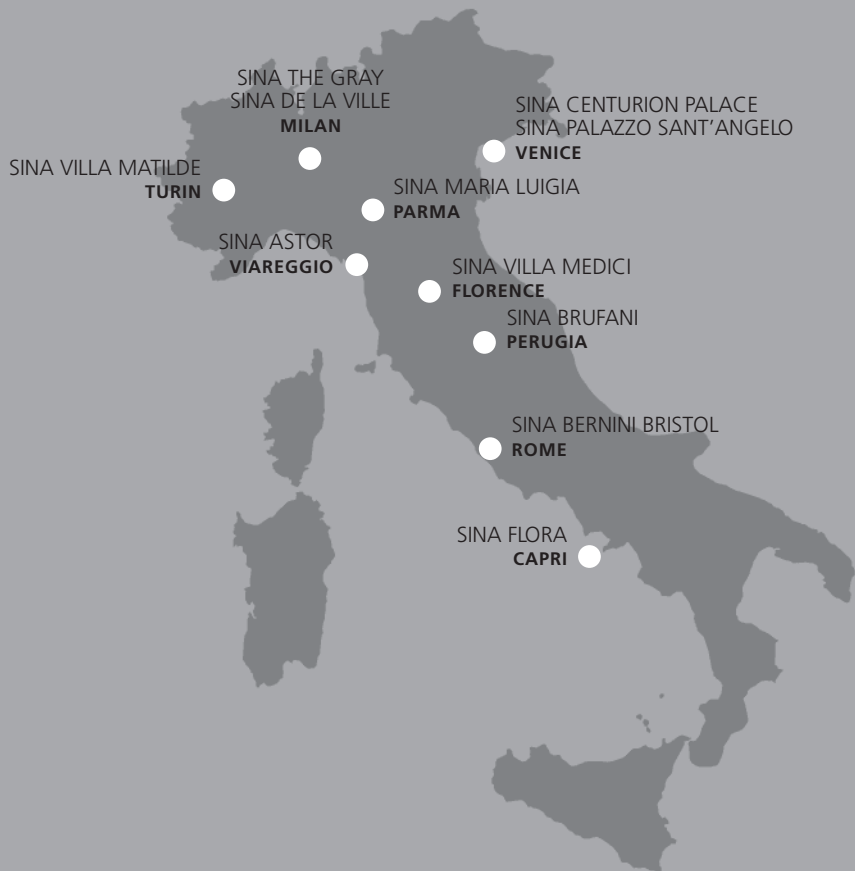 SINA THE GRAY
SINA DE LA VILLE
MILAN
SINA CENTURION PALACE
SINA PALAZZO SANT'ANGELO
VENICE
SINA VILLA MATILDE
TURIN
SINA MARIA LUIGIA
PARMA
SINA ASTOR
VIAREGGIO
SINA VILLA MEDICI
FLORENCE
SINA BRUFANI
PERUGIA
SINA BERNINI BRISTOL
ROME
SINA FLORA
CAPRI